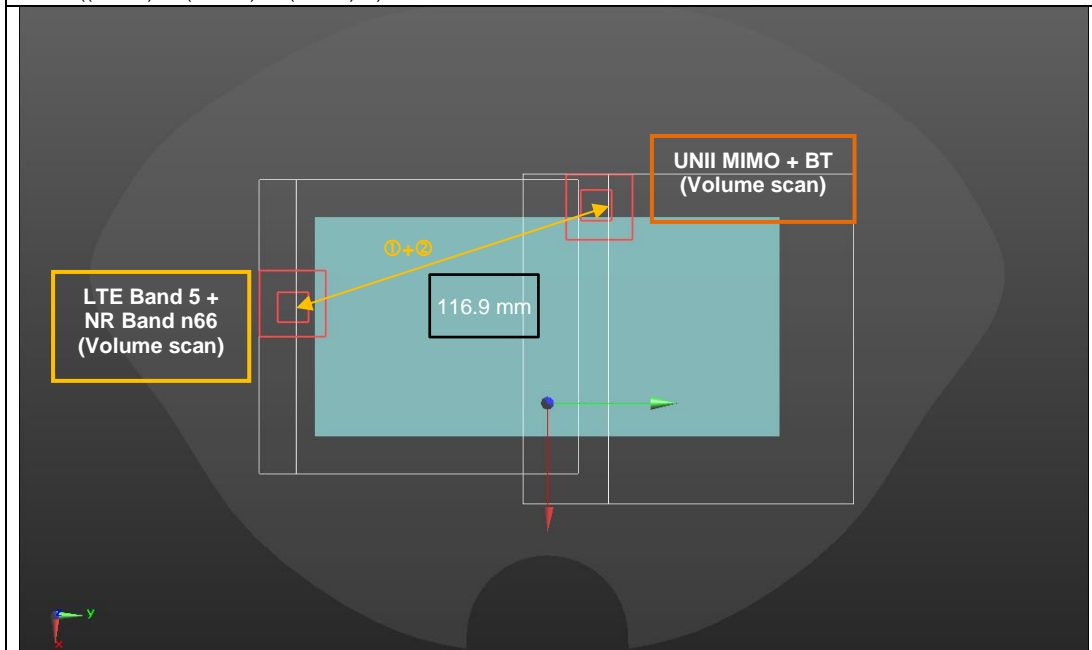 UNII MIMO + BT
(Volume scan)
①+②
LTE Band 5 +
NR Band n66
(Volume scan)
116.9 mm
y
x